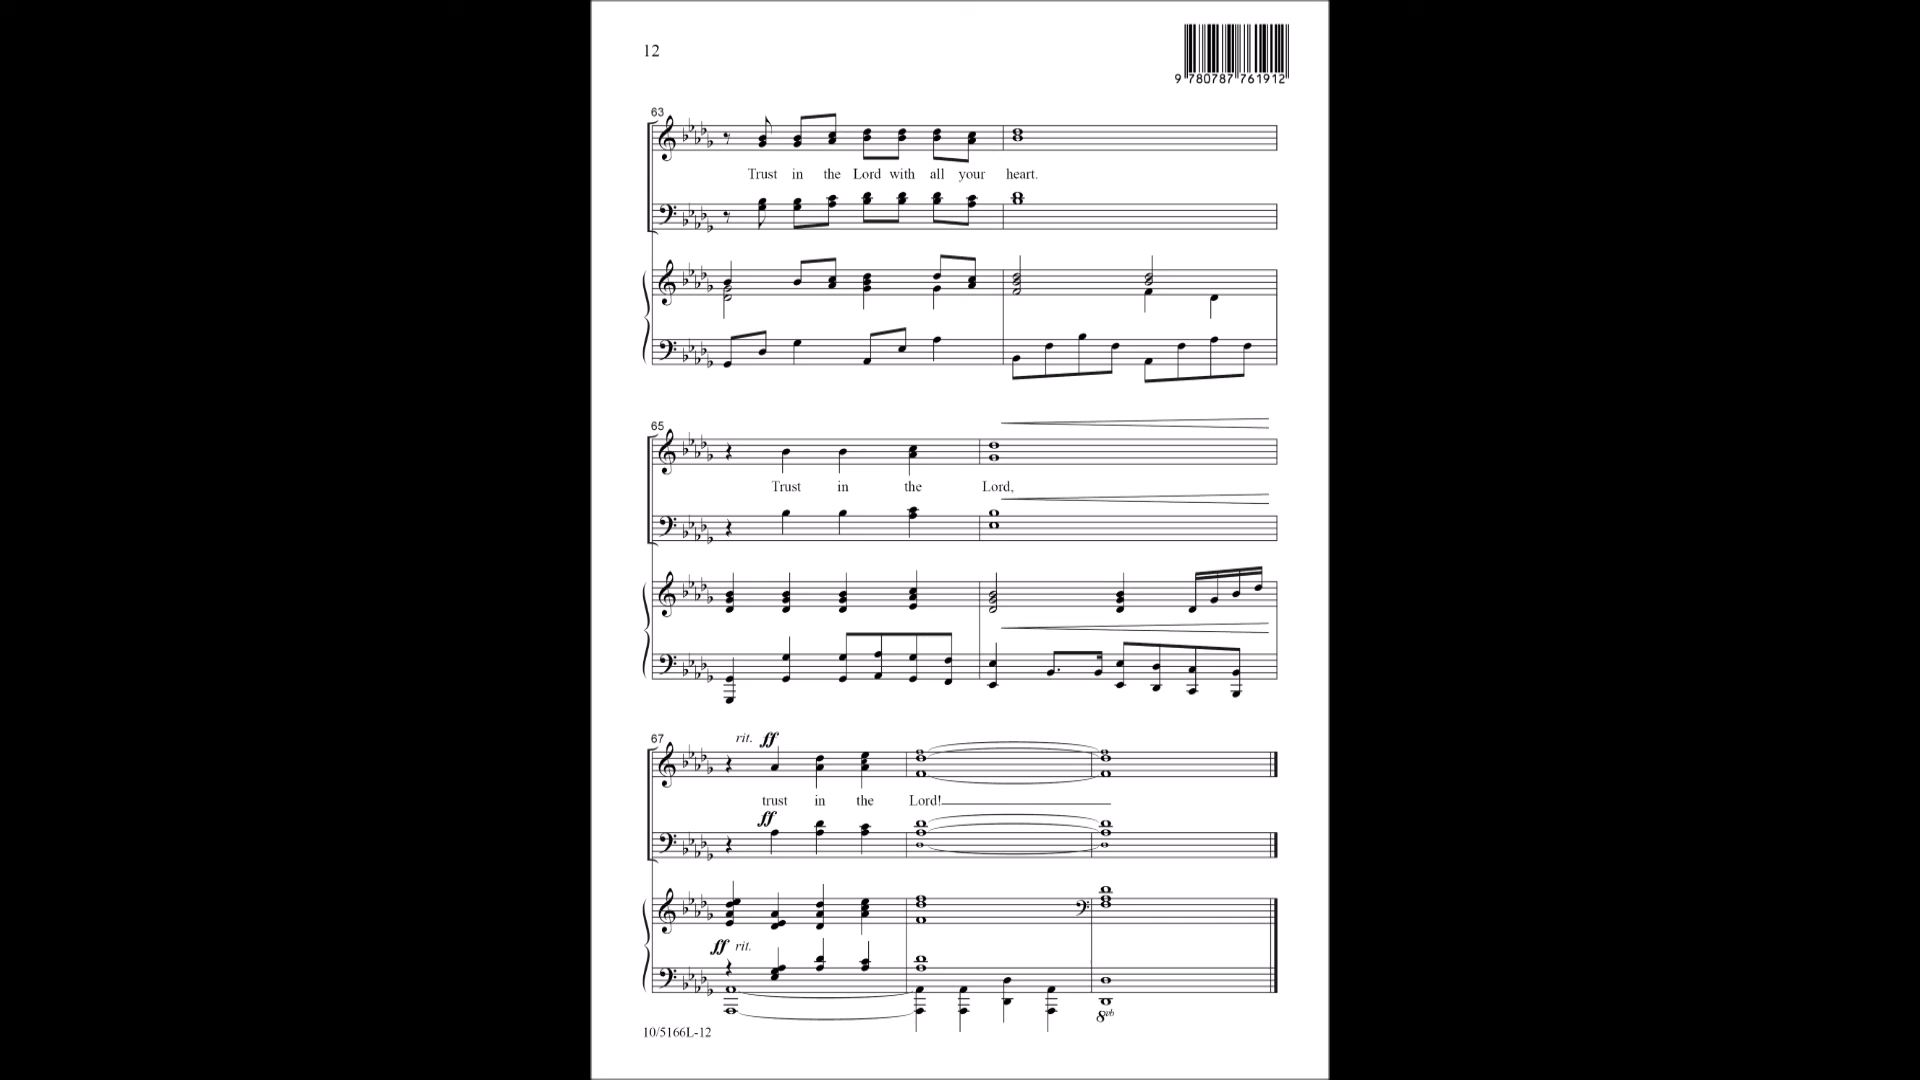 12
9 780787 761912
63
Trust in the Lord with all your heart.
65
Trust in the Lord,
67
rit. ff
trust in the Lord!
ff
ff rit.
8vb
10/5166L-12